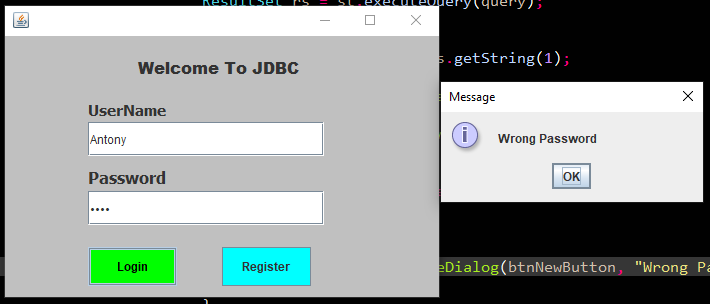 ResultSet rs = st.executeQuery(query);
Welcome To JDBC
s.getString(1);
UserName
Antony
Message
Wrong Password
OK
Password
••••
Login
Register
eDialog(btnNewButton, "Wrong Pa
}